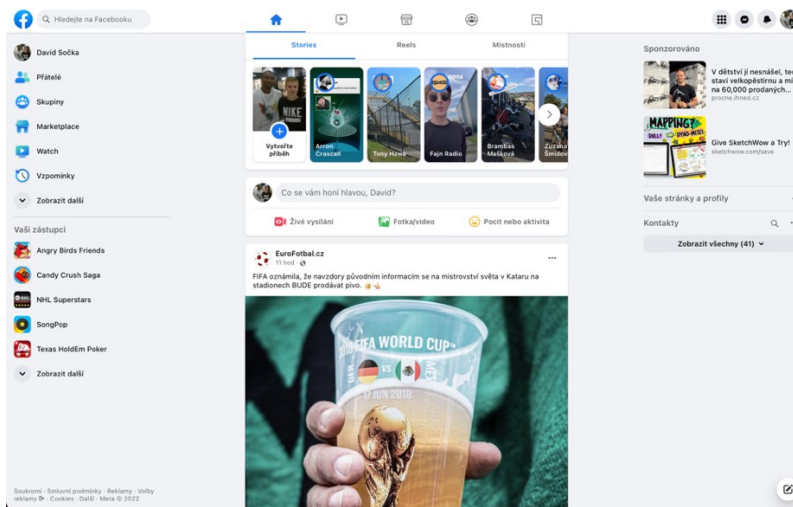 Hledejte na Facebooku
David Sočka
Přátelé
Skupiny
Marketplace
Watch
Vzpomínky
Zobrazit další
Vaši zástupci
Angry Birds Friends
Candy Crush Saga
NHL Superstars
SongPop
Texas HoldEm Poker
Zobrazit další
Soukromí · Smluvní podmínky · Reklamy · Volby
reklamy · Cookies · Další · Meta © 2022
Stories
Reels
Místnosti
NIKE
Vytvořte
příběh
Arron
Crascall
Tony Hawk
Fajn Radio
Brambas
Mašková
Zuzana
Šmídov
Co se vám honí hlavou, David?
Živé vysílání
Fotka/video
Pocit nebo aktivita
EuroFotbal.cz
11 hod ·
FIFA oznámila, že navzdory původním informacím se na mistrovství světa v Kataru na
stadionech BUDE prodávat pivo.
FIFA WORLD CUP
VS
17 JUN 2018
Sponzorováno
V dětství ji nesnášel, te
staví velkopěstírnu a mí
na 60,000 prodaných...
procne.ihned.cz
MAPPING?
DULL?
DYNO-MITE!
Give SketchWow a Try!
sketchwow.com/save
Vaše stránky a profily
Kontakty
Zobrazit všechny (41)